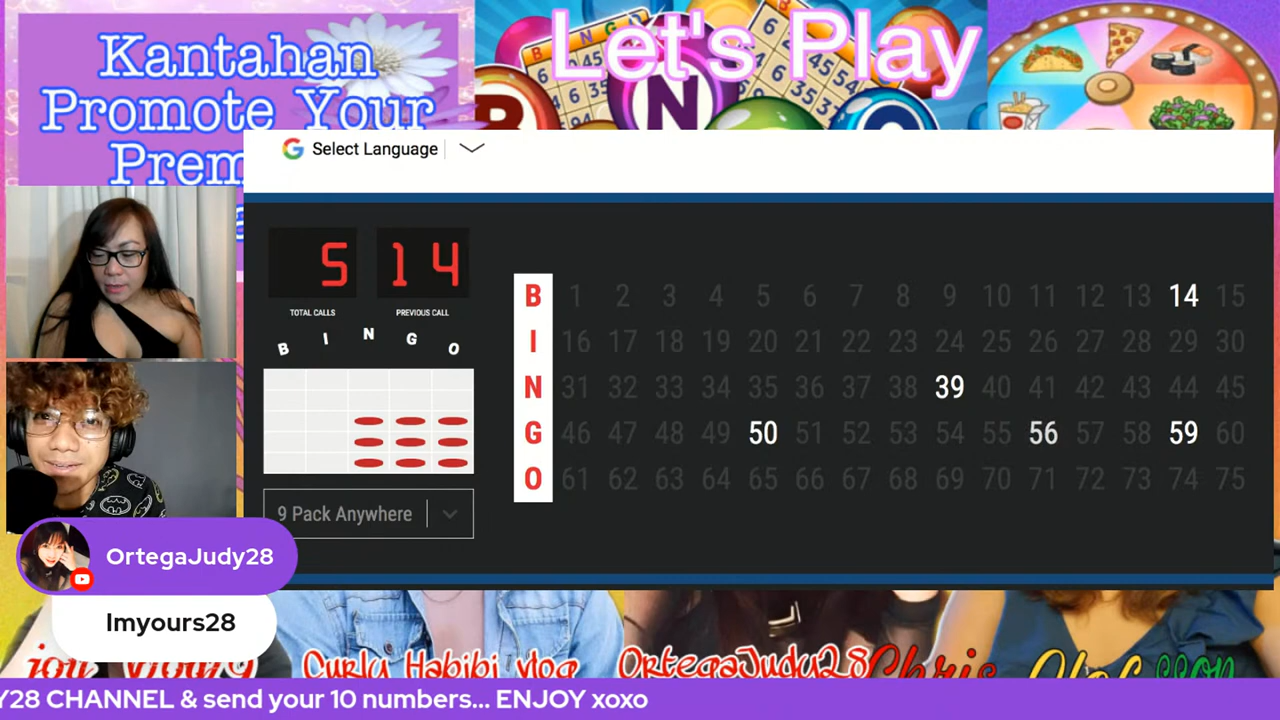 Kantahan
Promote Your
Prem
Let's Play
B N G
N
Select Language
5 14
TOTAL CALLS PREVIOUS CALL
B I N G O
9 Pack Anywhere
B 1 2 3 4 5 6 7 8 9 10 11 12 13 14 15
I 16 17 18 19 20 21 22 23 24 25 26 27 28 29 30
N 31 32 33 34 35 36 37 38 39 40 41 42 43 44 45
G 46 47 48 49 50 51 52 53 54 55 56 57 58 59 60
O 61 62 63 64 65 66 67 68 69 70 71 72 73 74 75
OrtegaJudy28
Imyours28
Curly Habibi vlog
OrtegaJudy28
Chris
Y28 CHANNEL & send your 10 numbers... ENJOY xoxo